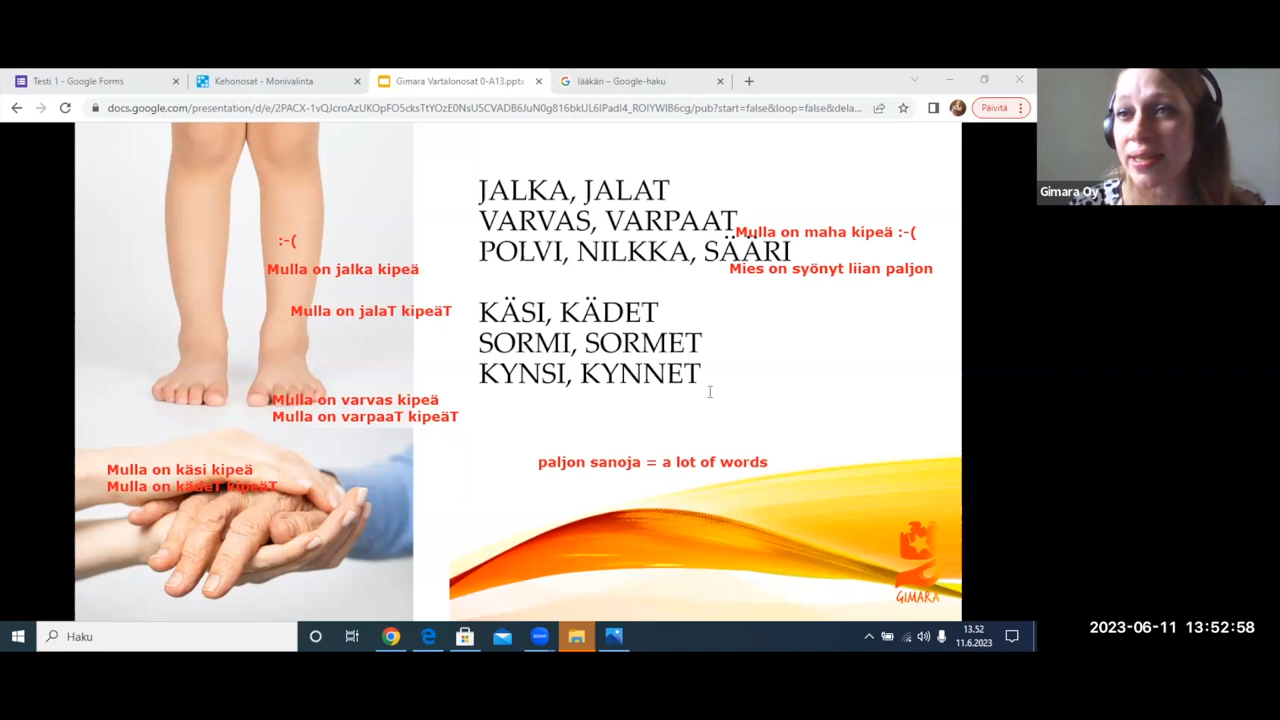 Testi 1 - Google Forms
Kehonosat - Monivalinta
Gimara Vartalonosat 0-A13.pptx
lääkäri – Google-haku
Päivitä
JALKA, JALAT
VARVAS, VARPAAT
POLVI, NILKKA, SÄÄRI
KÄSI, KÄDET
SORMI, SORMET
KYNSI, KYNNET
:-(
Mulla on jalka kipeä
Mulla on jalaT kipeäT
Mulla on varvas kipeä
Mulla on varpaaT kipeäT
Mulla on käsi kipeä
Mulla on kädeT kipeäT
Mulla on maha kipeä :-(
Mies on syönyt liian paljon
paljon sanoja = a lot of words
GIMARA
Gimara Oy
Haku
zoom
13.52
11.6.2023
2023-06-11 13:52:58